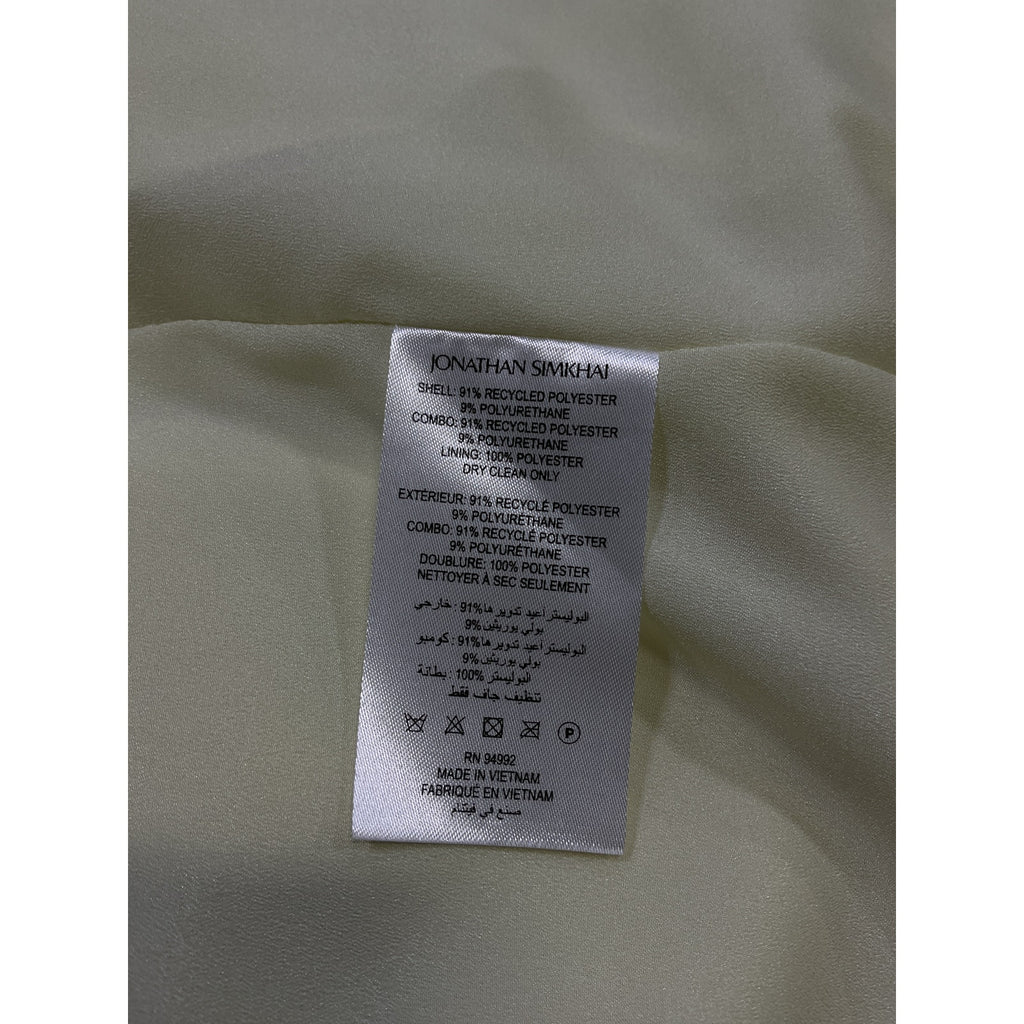 JONATHAN SIMKHAI
SHELL: 91% RECYCLED POLYESTER
9% POLYURETHANE
COMBO: 91% RECYCLED POLYESTER
9% POLYURETHANE
LINING: 100% POLYESTER
DRY CLEAN ONLY
EXTÉRIEUR: 91% RECYCLÉ POLYESTER
9% POLYURÉTHANE
COMBO: 91% RECYCLÉ POLYESTER
9% POLYURÉTHANE
DOUBLURE: 100% POLYESTER
NETTOYER À SEC SEULEMENT
البوليستر اعيد تدويرها 91% : خارجي
بولي يوريثين 9%
البوليستر اعيد تدويرها 91% : كومبو
بولي يوريثين 9%
البوليستر 100% : بطانة
تنظيف جاف فقط
P
RN 94992
MADE IN VIETNAM
FABRIQUÉ EN VIETNAM
صنع في فيتنام